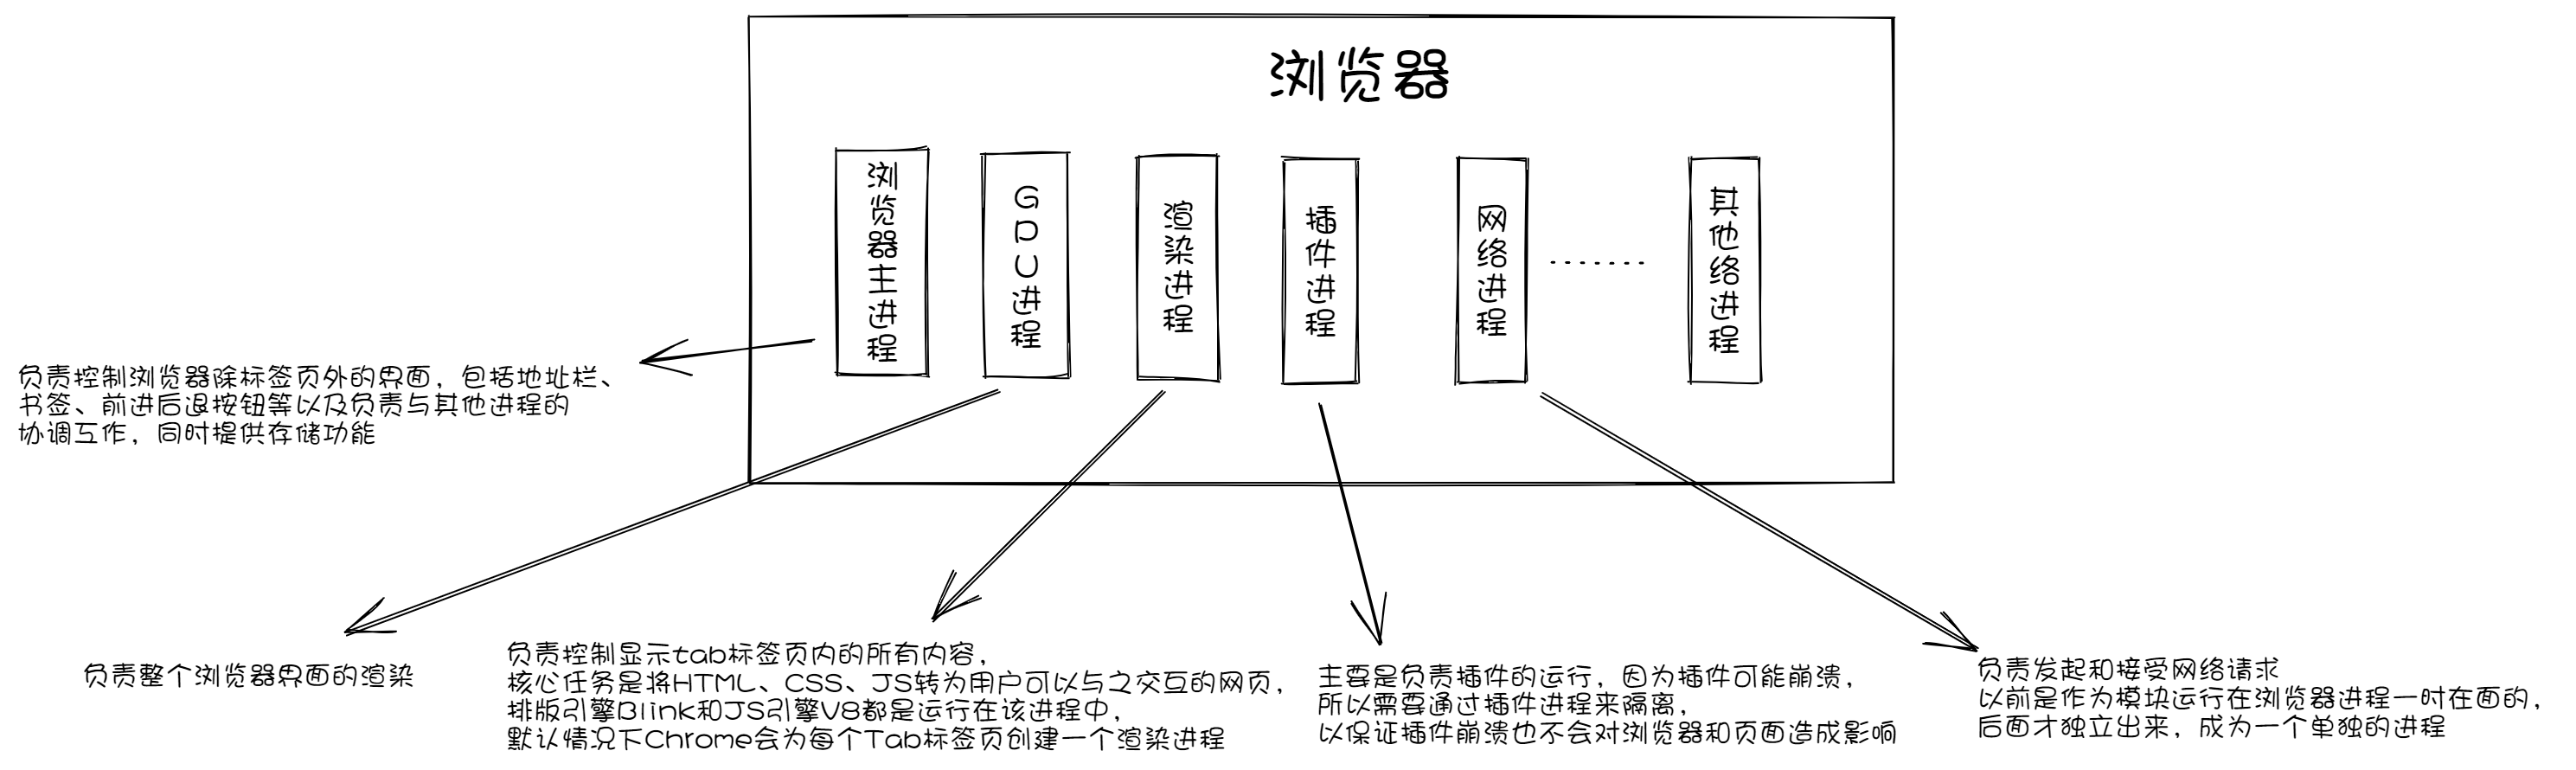 浏览器
浏览器主进程
GPU进程
渲染进程
插件进程
网络进程
.......
其他络进程
负责控制浏览器除标签页外的界面，包括地址栏、
书签、前进后退按钮等以及负责与其他进程的
协调工作，同时提供存储功能
负责整个浏览器界面的渲染
负责控制显示tab标签页内的所有内容，
核心任务是将HTML、CSS、JS转为用户可以与之交互的网页，
排版引擎Blink和JS引擎V8都是运行在该进程中，
默认情况下Chrome会为每个Tab标签页创建一个渲染进程
主要是负责插件的运行，因为插件可能崩溃，
所以需要通过插件进程来隔离，
以保证插件崩溃也不会对浏览器和页面造成影响
负责发起和接受网络请求
以前是作为模块运行在浏览器进程一时在面的，
后面才独立出来，成为一个单独的进程